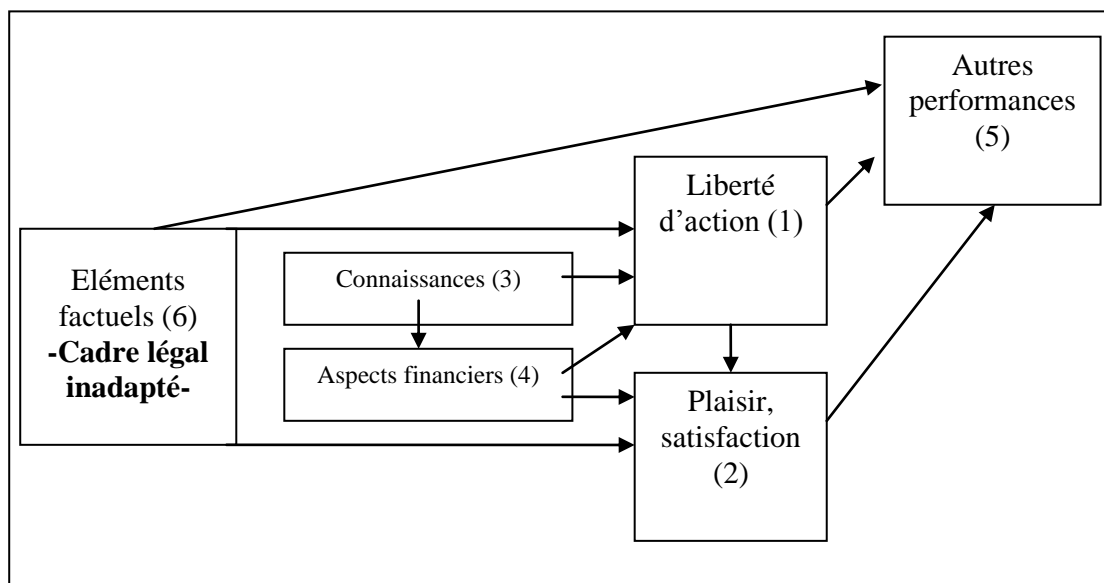 Autres
performances
(5)
Liberté
d’action (1)
Eléments
factuels (6)
-Cadre légal
inadapté-
Connaissances (3)
Aspects financiers (4)
Plaisir,
satisfaction
(2)